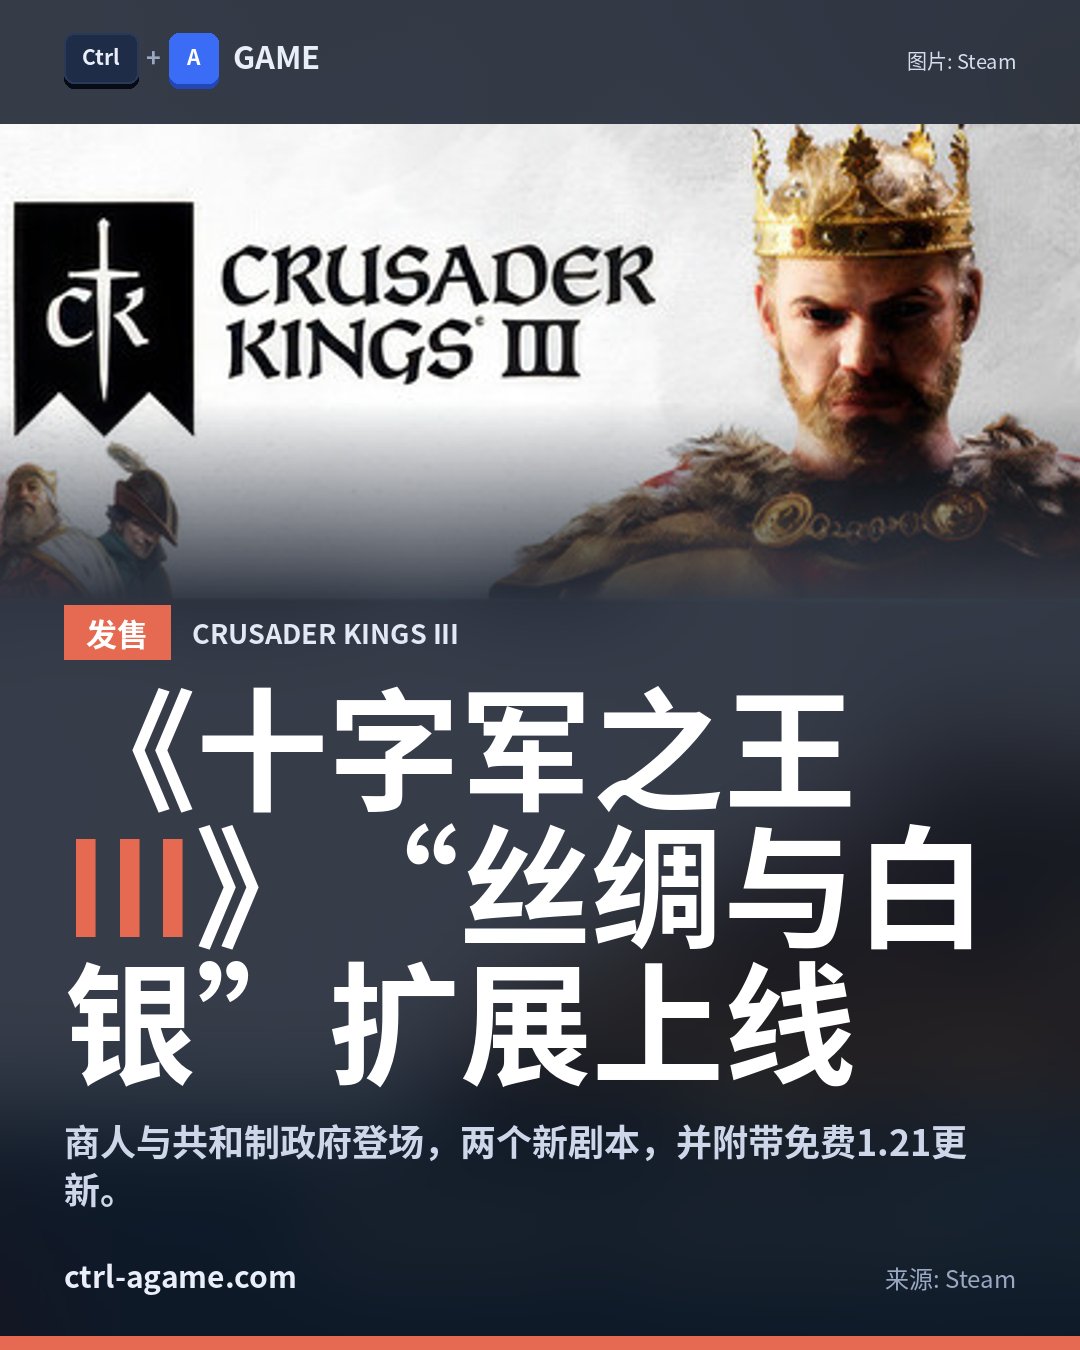 Ctrl + A GAME
图片: Steam
CK
CRUSADER
KINGS III
发售 CRUSADER KINGS III
《十字军之王
III》 “丝绸与白
银” 扩展上线
商人与共和制政府登场，两个新剧本，并附带免费1.21更
新。
ctrl-agame.com
来源: Steam